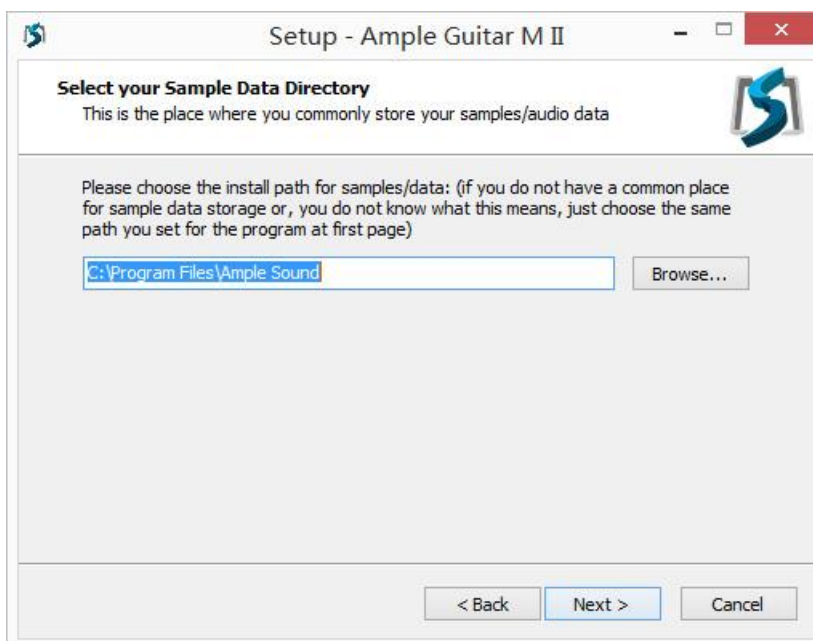 Setup - Ample Guitar M II
Select your Sample Data Directory
This is the place where you commonly store your samples/audio data
Please choose the install path for samples/data: (if you do not have a common place
for sample data storage or, you do not know what this means, just choose the same
path you set for the program at first page)
C:\Program Files\Ample Sound
Browse...
< Back
Next >
Cancel